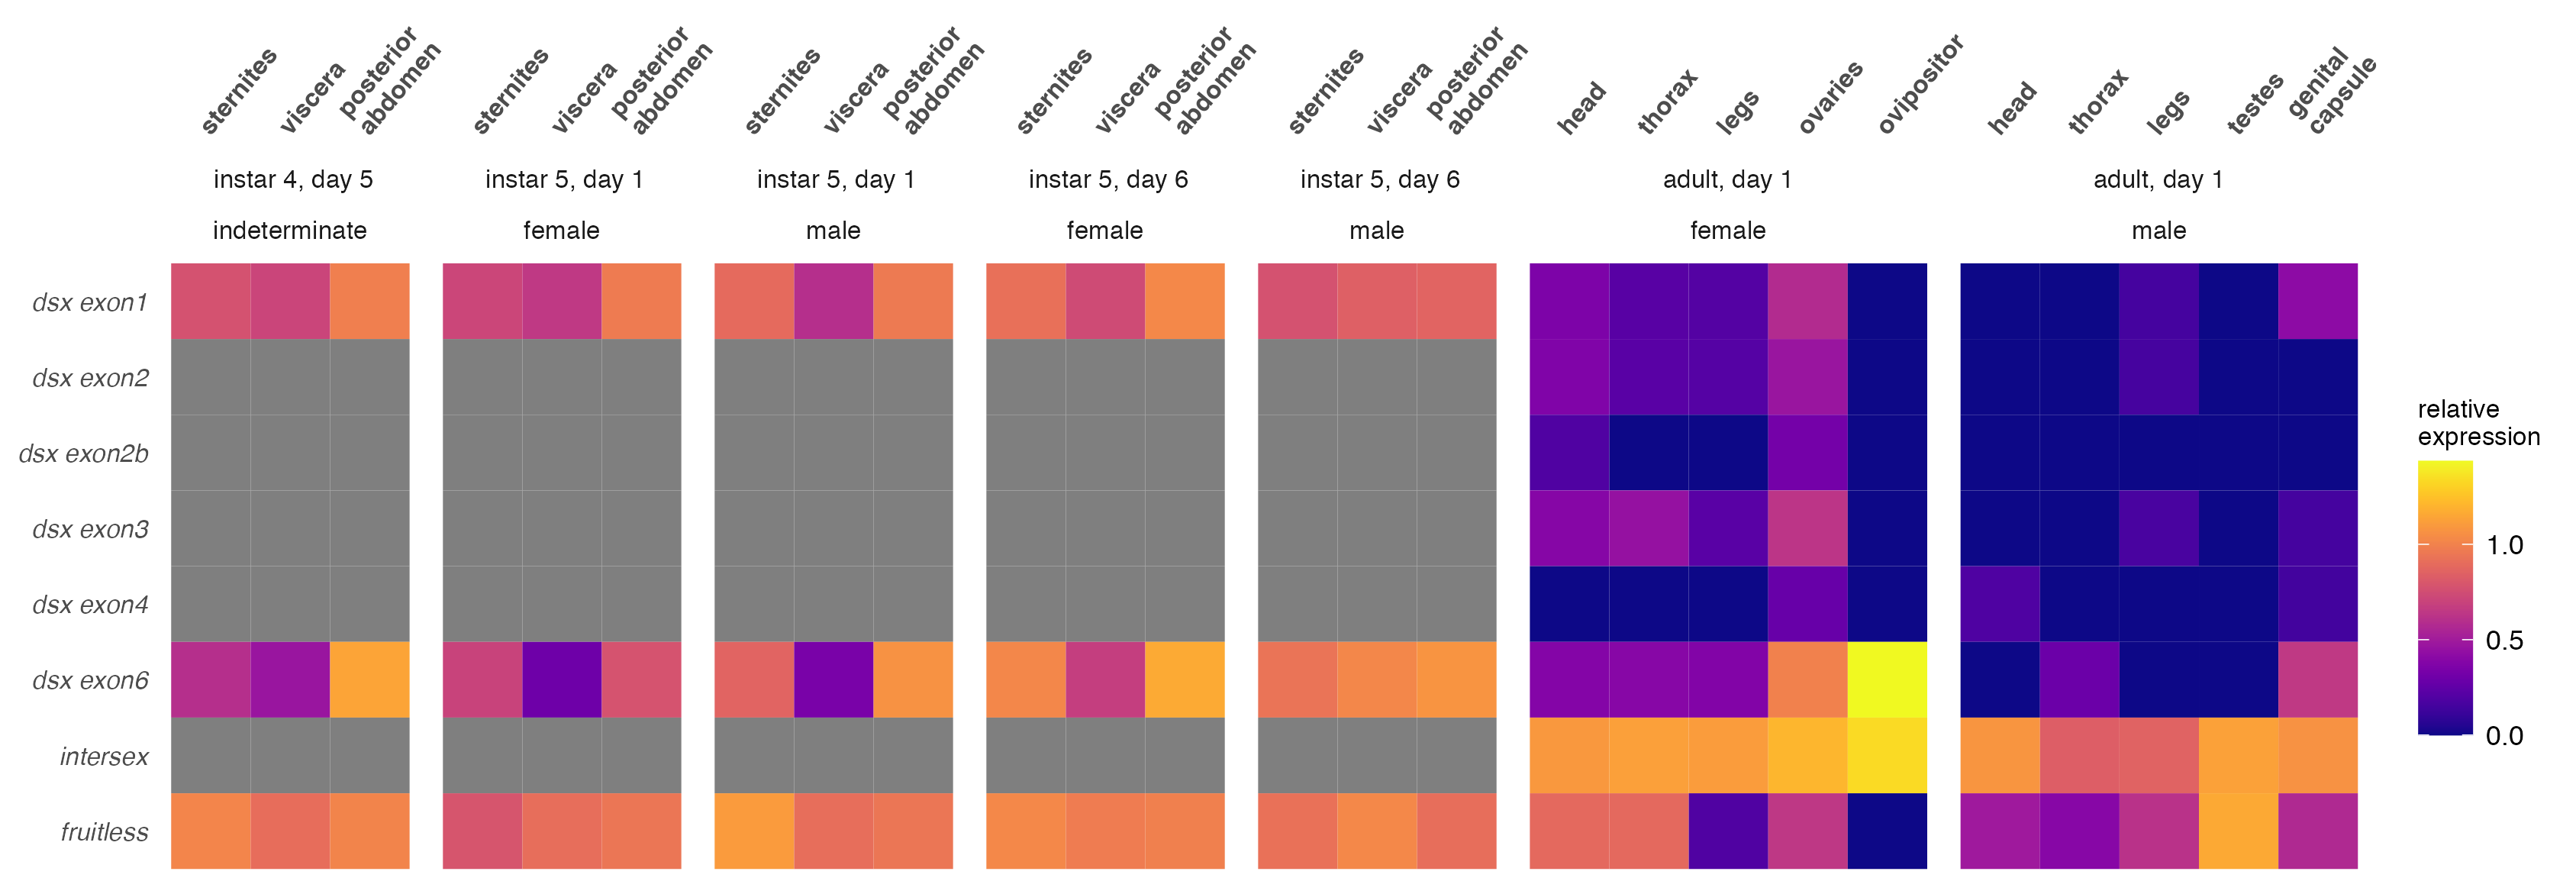 sternites
viscera
posterior
abdomen
sternites
viscera
posterior
abdomen
sternites
viscera
posterior
abdomen
sternites
viscera
posterior
abdomen
sternites
viscera
posterior
abdomen
head
thorax
legs
ovaries
ovipositor
head
thorax
legs
testes
genital
capsule
instar 4, day 5
instar 5, day 1
instar 5, day 1
instar 5, day 6
instar 5, day 6
adult, day 1
adult, day 1
indeterminate
female
male
female
male
female
male
dsx exon1
dsx exon2
dsx exon2b
dsx exon3
dsx exon4
dsx exon6
intersex
fruitless
relative
expression
1.0
0.5
0.0